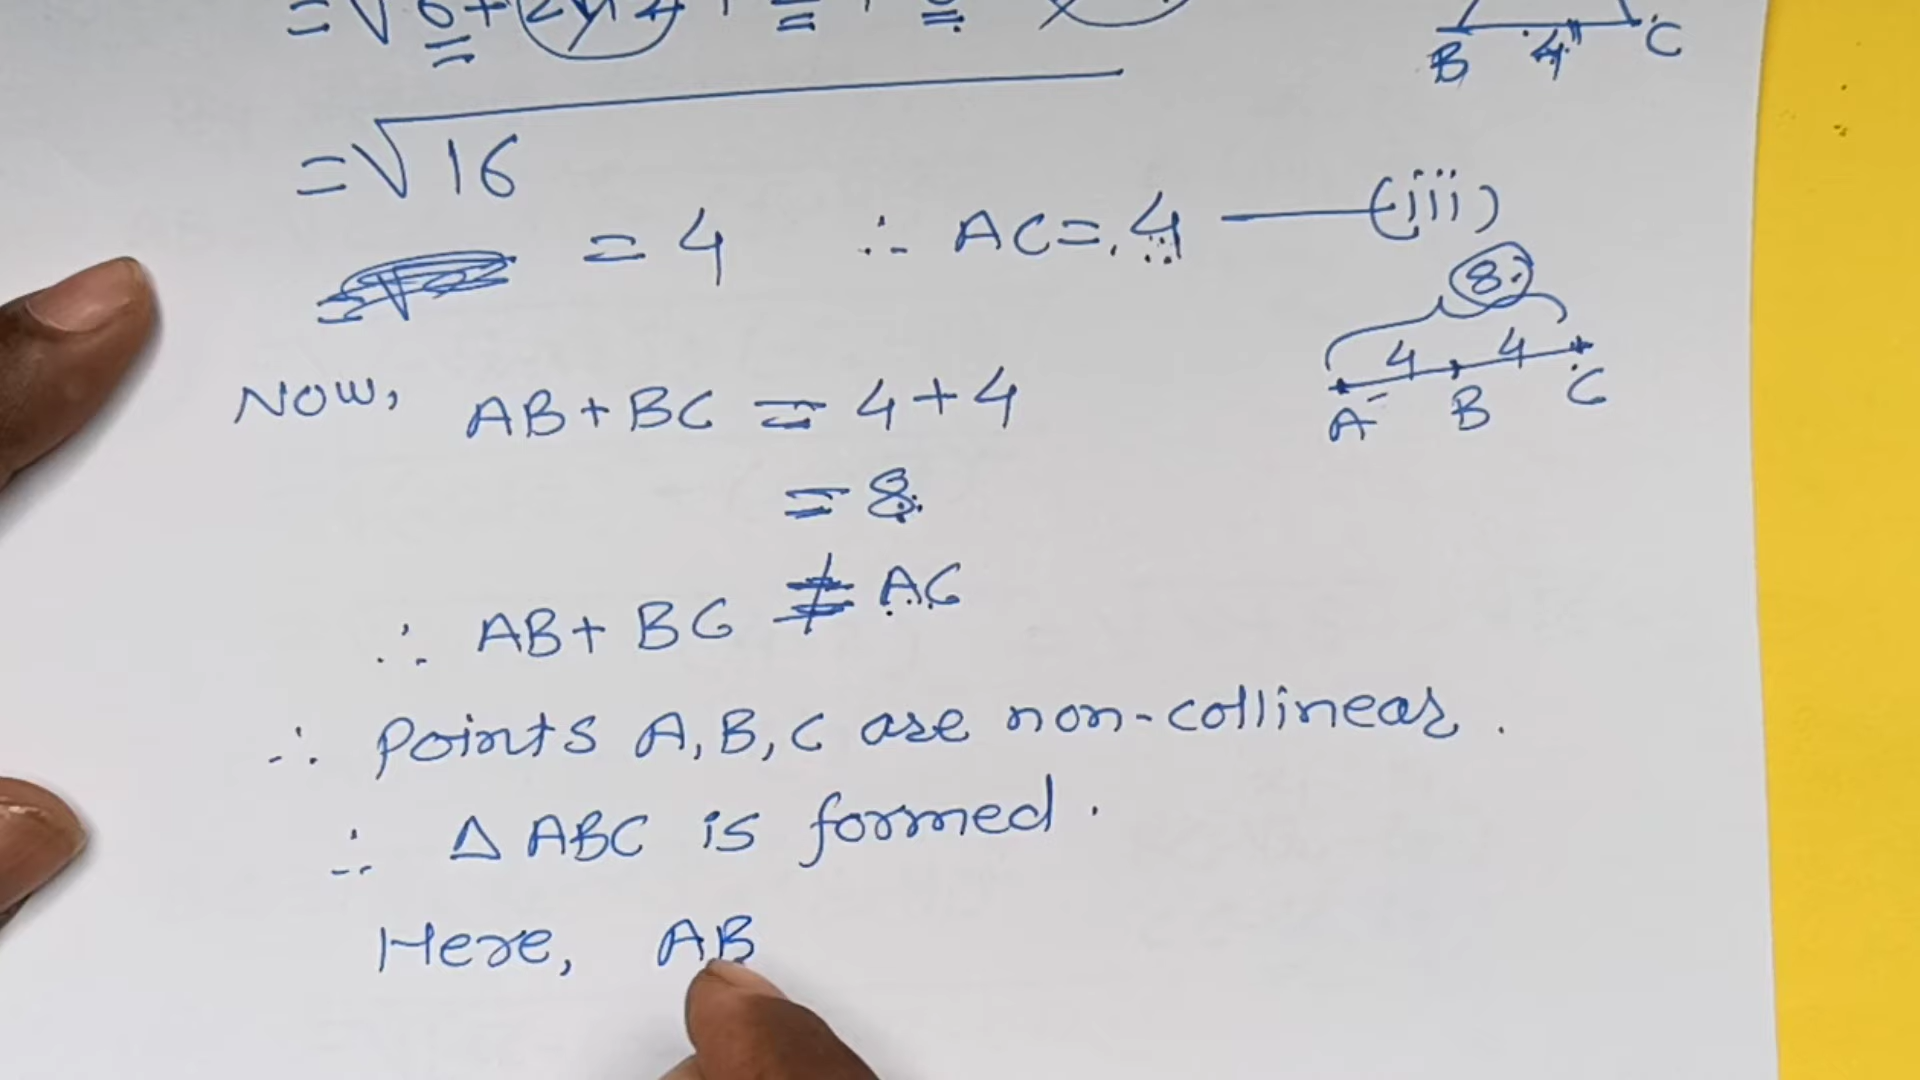 B 4 C
= √16
= 4 ∴ AC = 4 —— (iii)
8
4 4
A B C
Now, AB + BC = 4 + 4
= 8
∴ AB + BC ≠ AC
∴ Points A, B, C are non-collinear.
∴ Δ ABC is formed.
Here, AB